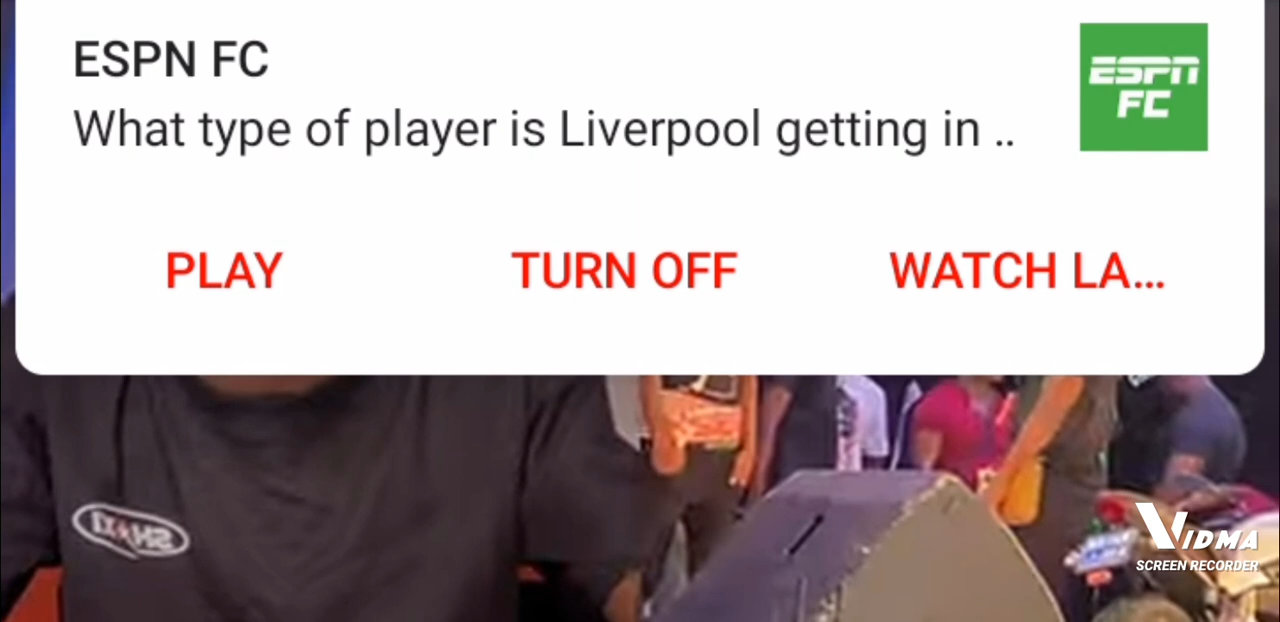 ESPN FC
What type of player is Liverpool getting in ..
ESPN
FC
PLAY
TURN OFF
WATCH LA...
VIDMA
SCREEN RECORDER